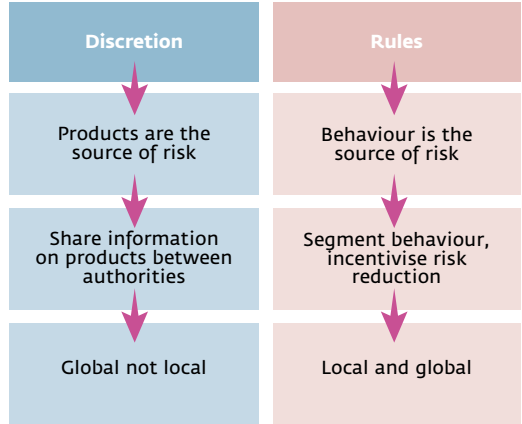 Discretion
Products are the
source of risk
Share information
on products between
authorities
Global not local
Rules
Behaviour is the
source of risk
Segment behaviour,
incentivise risk
reduction
Local and global